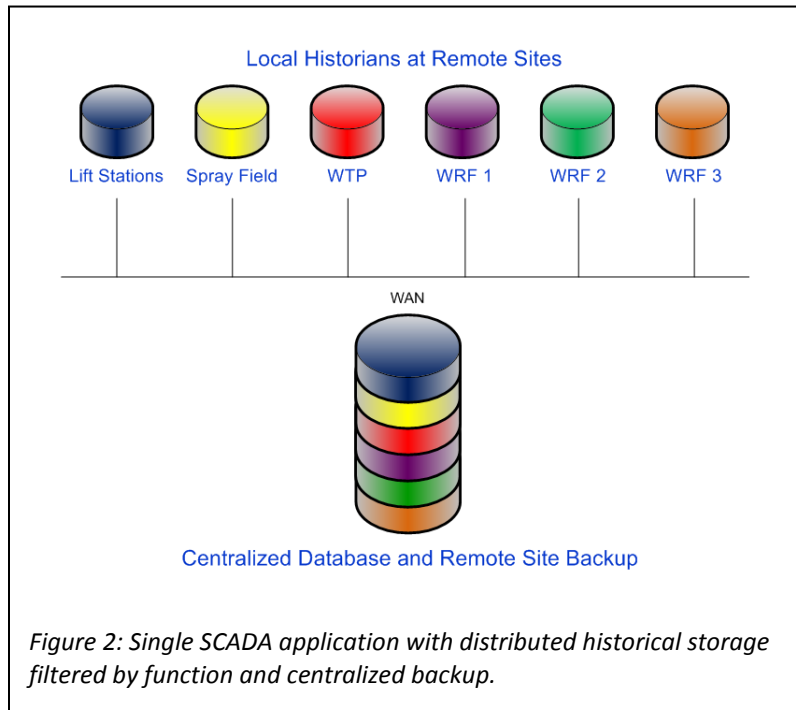 Local Historians at Remote Sites
Lift Stations Spray Field WTP WRF 1 WRF 2 WRF 3
WAN
Centralized Database and Remote Site Backup
Figure 2: Single SCADA application with distributed historical storage
filtered by function and centralized backup.